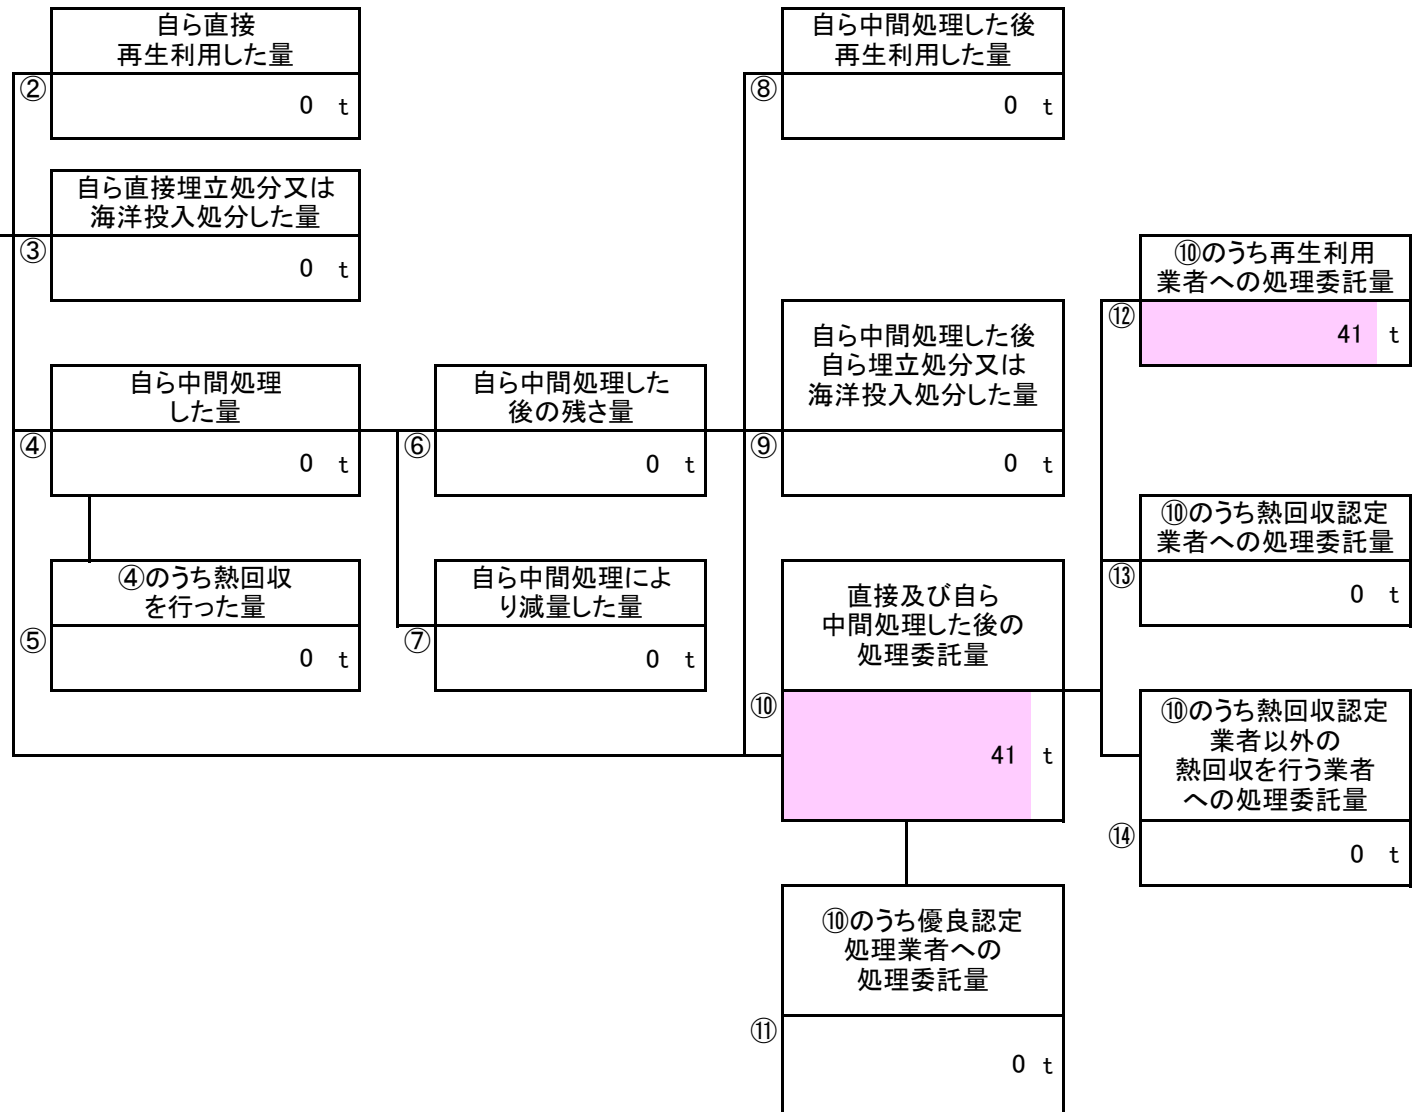 自ら直接
再生利用した量
②
0 t
自ら直接埋立処分又は
海洋投入処分した量
③
0 t
自ら中間処理
した量
④
0 t
④のうち熱回収
を行った量
⑤
0 t
自ら中間処理した
後の残さ量
⑥
0 t
自ら中間処理によ
り減量した量
⑦
0 t
自ら中間処理した後
再生利用した量
⑧
0 t
自ら中間処理した後
自ら埋立処分又は
海洋投入処分した量
⑨
0 t
直接及び自ら
中間処理した後の
処理委託量
⑩
41 t
⑩のうち優良認定
処理業者への
処理委託量
⑪
0 t
⑩のうち再生利用
業者への処理委託量
⑫
41 t
⑩のうち熱回収認定
業者への処理委託量
⑬
0 t
⑩のうち熱回収認定
業者以外の
熱回収を行う業者
への処理委託量
⑭
0 t